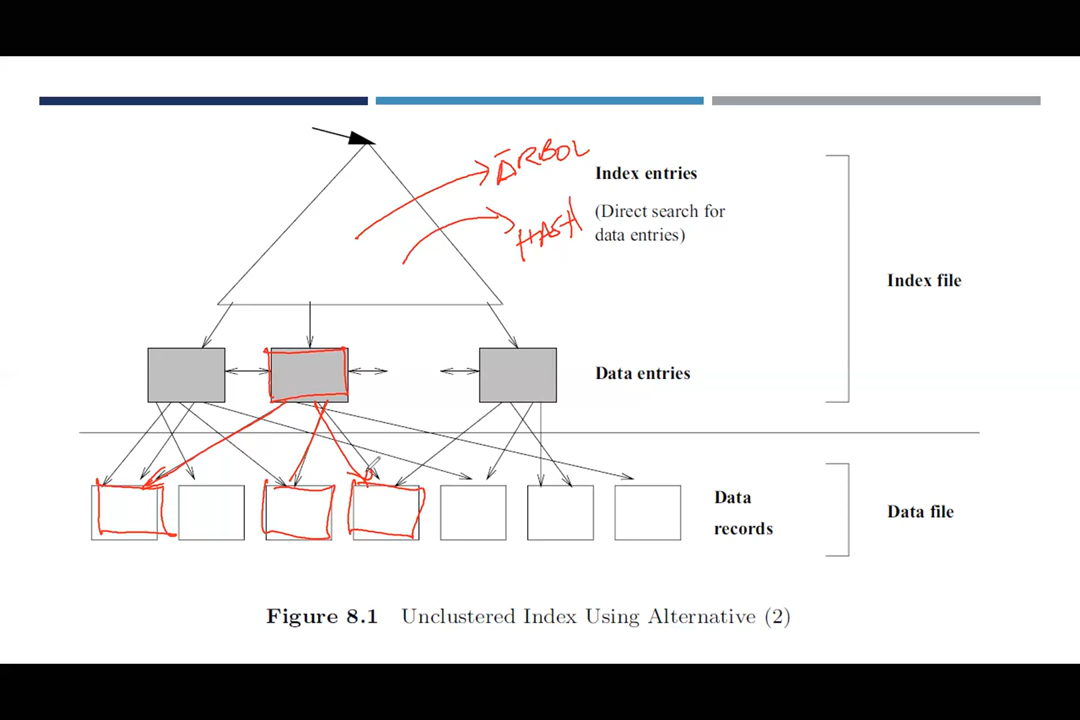 ÁRBOL
Index entries
(Direct search for
data entries)
HASH
Index file
Data entries
Data
records
Data file
Figure 8.1 Unclustered Index Using Alternative (2)